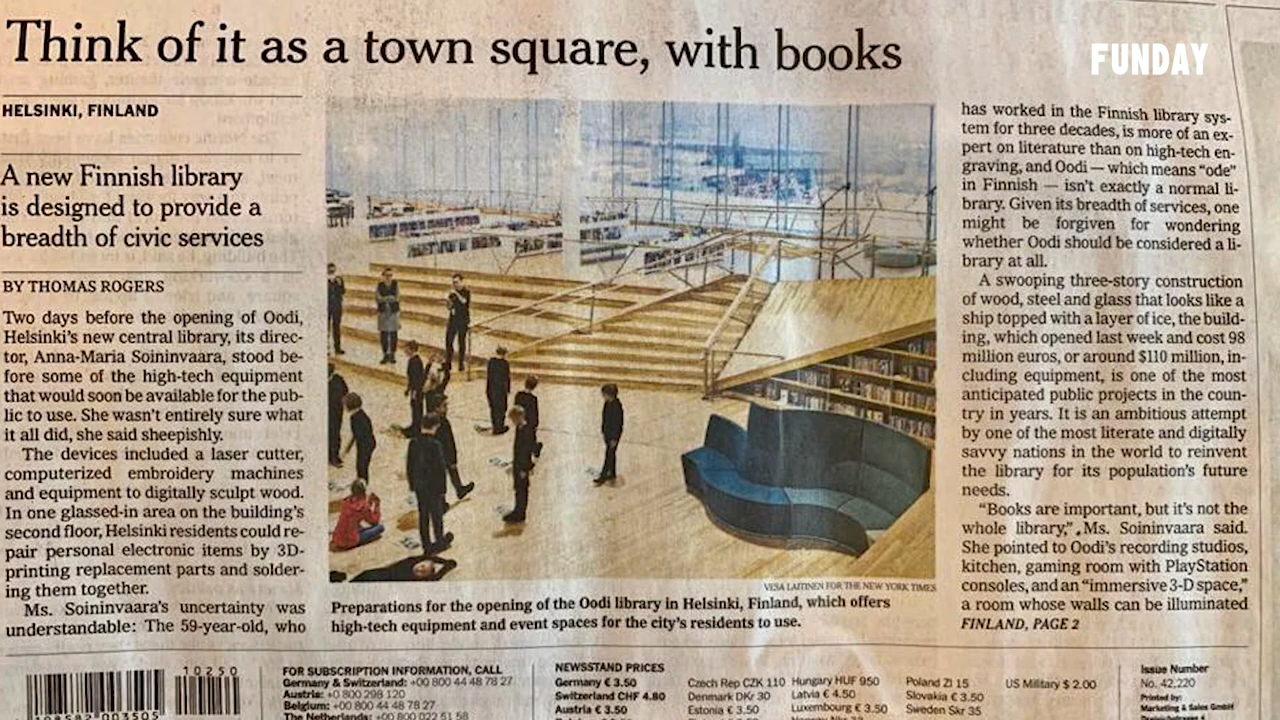 Think of it as a town square, with books
FUNDAY
HELSINKI, FINLAND
A new Finnish library
is designed to provide a
breadth of civic services
BY THOMAS ROGERS
Two days before the opening of Oodi,
Helsinki's new central library, its direc-
tor, Anna-Maria Soininvaara, stood be-
fore some of the high-tech equipment
that would soon be available for the pub-
lic to use. She wasn't entirely sure what
it all did, she said sheepishly.
The devices included a laser cutter,
computerized embroidery machines
and equipment to digitally sculpt wood.
In one glassed-in area on the building's
second floor, Helsinki residents could re-
pair personal electronic items by 3D-
printing replacement parts and solder-
ing them together.
Ms. Soininvaara's uncertainty was
understandable: The 59-year-old, who
VESA LAITINEN FOR THE NEW YORK TIMES
Preparations for the opening of the Oodi library in Helsinki, Finland, which offers
high-tech equipment and event spaces for the city's residents to use.
has worked in the Finnish library sys-
tem for three decades, is more of an ex-
pert on literature than on high-tech en-
graving, and Oodi — which means "ode"
in Finnish — isn't exactly a normal li-
brary. Given its breadth of services, one
might be forgiven for wondering
whether Oodi should be considered a li-
brary at all.
A swooping three-story construction
of wood, steel and glass that looks like a
ship topped with a layer of ice, the build-
ing, which opened last week and cost 98
million euros, or around $110 million, in-
cluding equipment, is one of the most
anticipated public projects in the coun-
try in years. It is an ambitious attempt
by one of the most literate and digitally
savvy nations in the world to reinvent
the library for its population's future
needs.
"Books are important, but it's not the
whole library," Ms. Soininvaara said.
She pointed to Oodi's recording studios,
kitchen, gaming room with PlayStation
consoles, and an "immersive 3-D space,"
a room whose walls can be illuminated
FINLAND, PAGE 2
10250
FOR SUBSCRIPTION INFORMATION, CALL
Germany & Switzerland: +00 800 44 48 78 27
Austria: +0 800 298 120
Belgium: +00 800 44 48 78 27
The Netherlands: +00 800 022 51 58
NEWSSTAND PRICES
Germany € 3.50
Switzerland CHF 4.80
Austria € 3.50
Czech Rep CZK 110
Denmark DKr 30
Estonia € 3.50
Hungary HUF 950
Latvia € 4.50
Luxembourg € 3.50
Poland Zl 15
Slovakia € 3.50
Sweden Skr 35
US Military $ 2.00
Issue Number
No. 42,220
Printed by:
Marketing & Sales GmbH